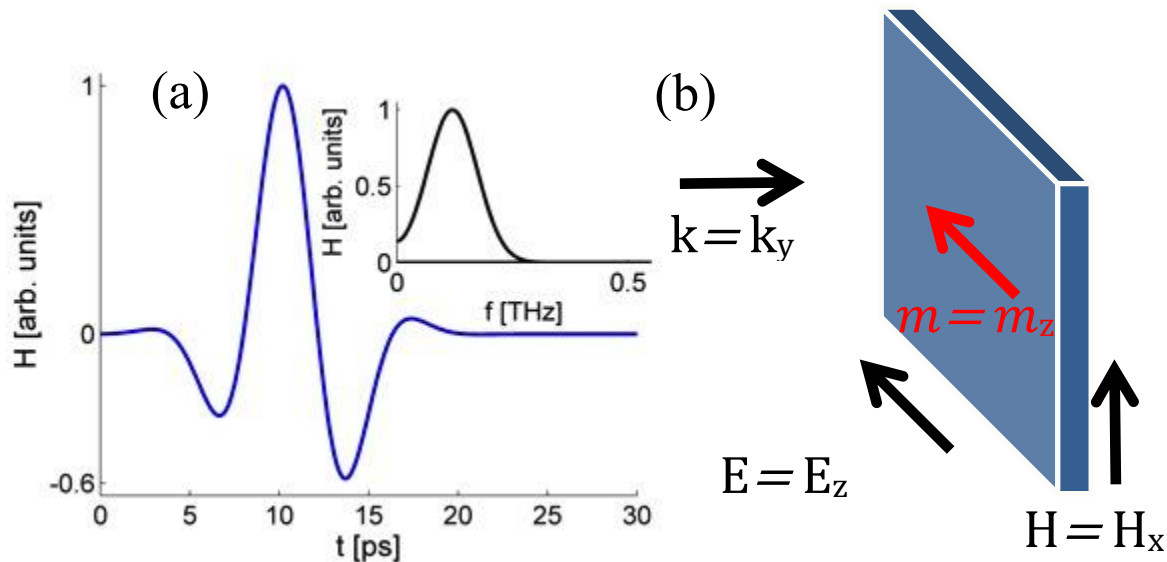 (a)
H [arb. units]
1
0
-0.6
0
5
10
15
20
25
30
t [ps]
H [arb. units]
1
0.5
0
0
0.5
f [THz]
(b)
k = ky
m = mz
E = Ez
H = Hx